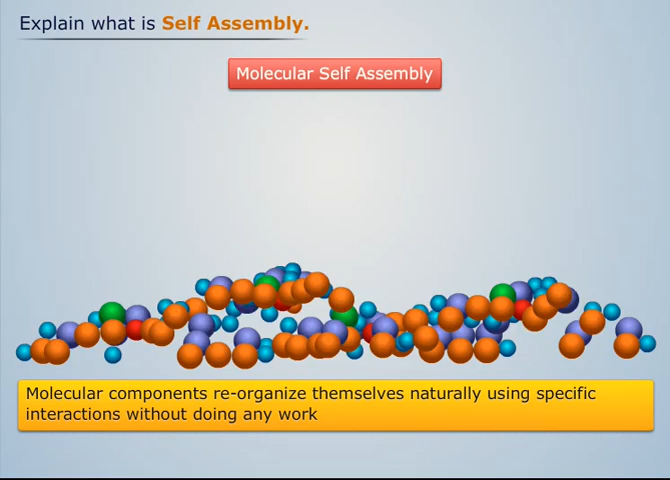 Explain what is Self Assembly.
Molecular Self Assembly
Molecular components re-organize themselves naturally using specific
interactions without doing any work